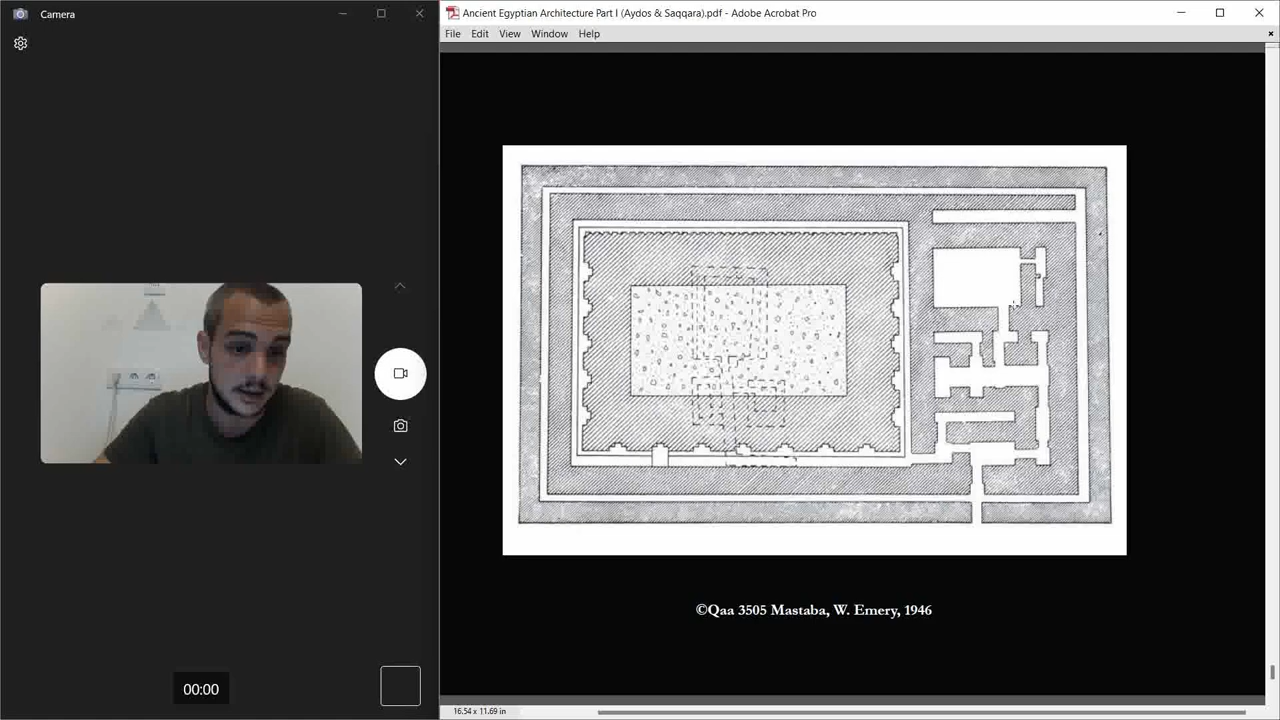 Camera
00:00
Ancient Egyptian Architecture Part I (Aydos & Saqqara).pdf - Adobe Acrobat Pro
File Edit View Window Help
©Qaa 3505 Mastaba, W. Emery, 1946
16.54 x 11.69 in